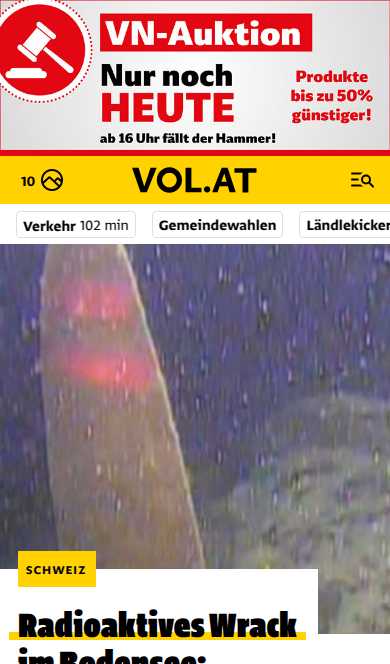 VN-Auktion
Nur noch
HEUTE
ab 16 Uhr fällt der Hammer!
Produkte
bis zu 50%
günstiger!
10
VOL.AT
Verkehr 102 min
Gemeindewahlen
Ländlekicker
SCHWEIZ
Radioaktives Wrack
im Bodensee: